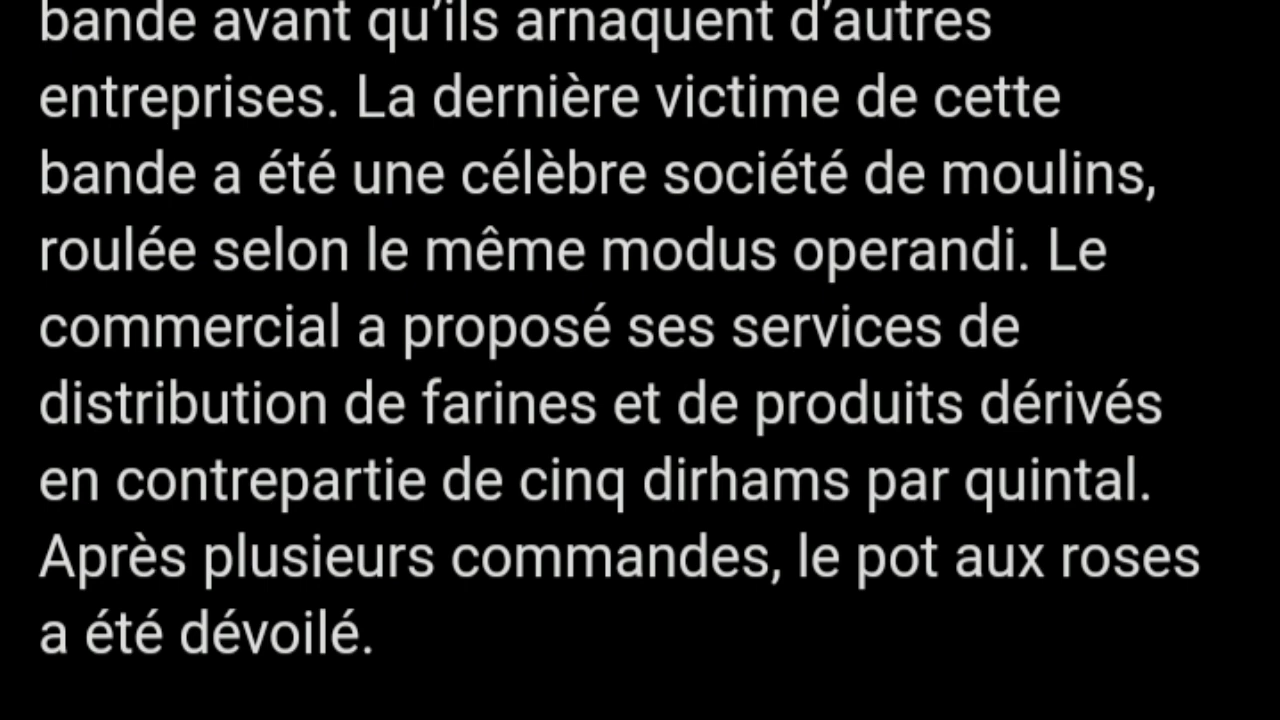 bande avant qu’ils arnaquent d’autres
entreprises. La dernière victime de cette
bande a été une célèbre société de moulins,
roulée selon le même modus operandi. Le
commercial a proposé ses services de
distribution de farines et de produits dérivés
en contrepartie de cinq dirhams par quintal.
Après plusieurs commandes, le pot aux roses
a été dévoilé.